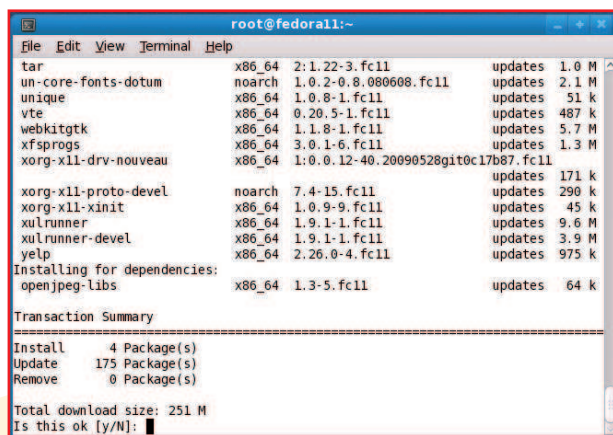 root@fedora11:~
File Edit View Terminal Help
tar x86_64 2:1.22-3.fc11 updates 1.0 M
un-core-fonts-dotum noarch 1.0.2-0.8.080608.fc11 updates 2.1 M
unique x86_64 1.0.8-1.fc11 updates 51 k
vte x86_64 0.20.5-1.fc11 updates 487 k
webkitgtk x86_64 1.1.8-1.fc11 updates 5.7 M
xfsprogs x86_64 3.0.1-6.fc11 updates 1.3 M
xorg-x11-drv-nouveau x86_64 1:0.0.12-40.20090528git0c17b87.fc11
updates 171 k
xorg-x11-proto-devel noarch 7.4-15.fc11 updates 290 k
xorg-x11-xinit x86_64 1.0.9-9.fc11 updates 45 k
xulrunner x86_64 1.9.1-1.fc11 updates 9.6 M
xulrunner-devel x86_64 1.9.1-1.fc11 updates 3.9 M
yelp x86_64 2.26.0-4.fc11 updates 975 k
Installing for dependencies:
openjpeg-libs x86_64 1.3-5.fc11 updates 64 k
Transaction Summary
================================================================================
Install 4 Package(s)
Update 175 Package(s)
Remove 0 Package(s)
Total download size: 251 M
Is this ok [y/N]: